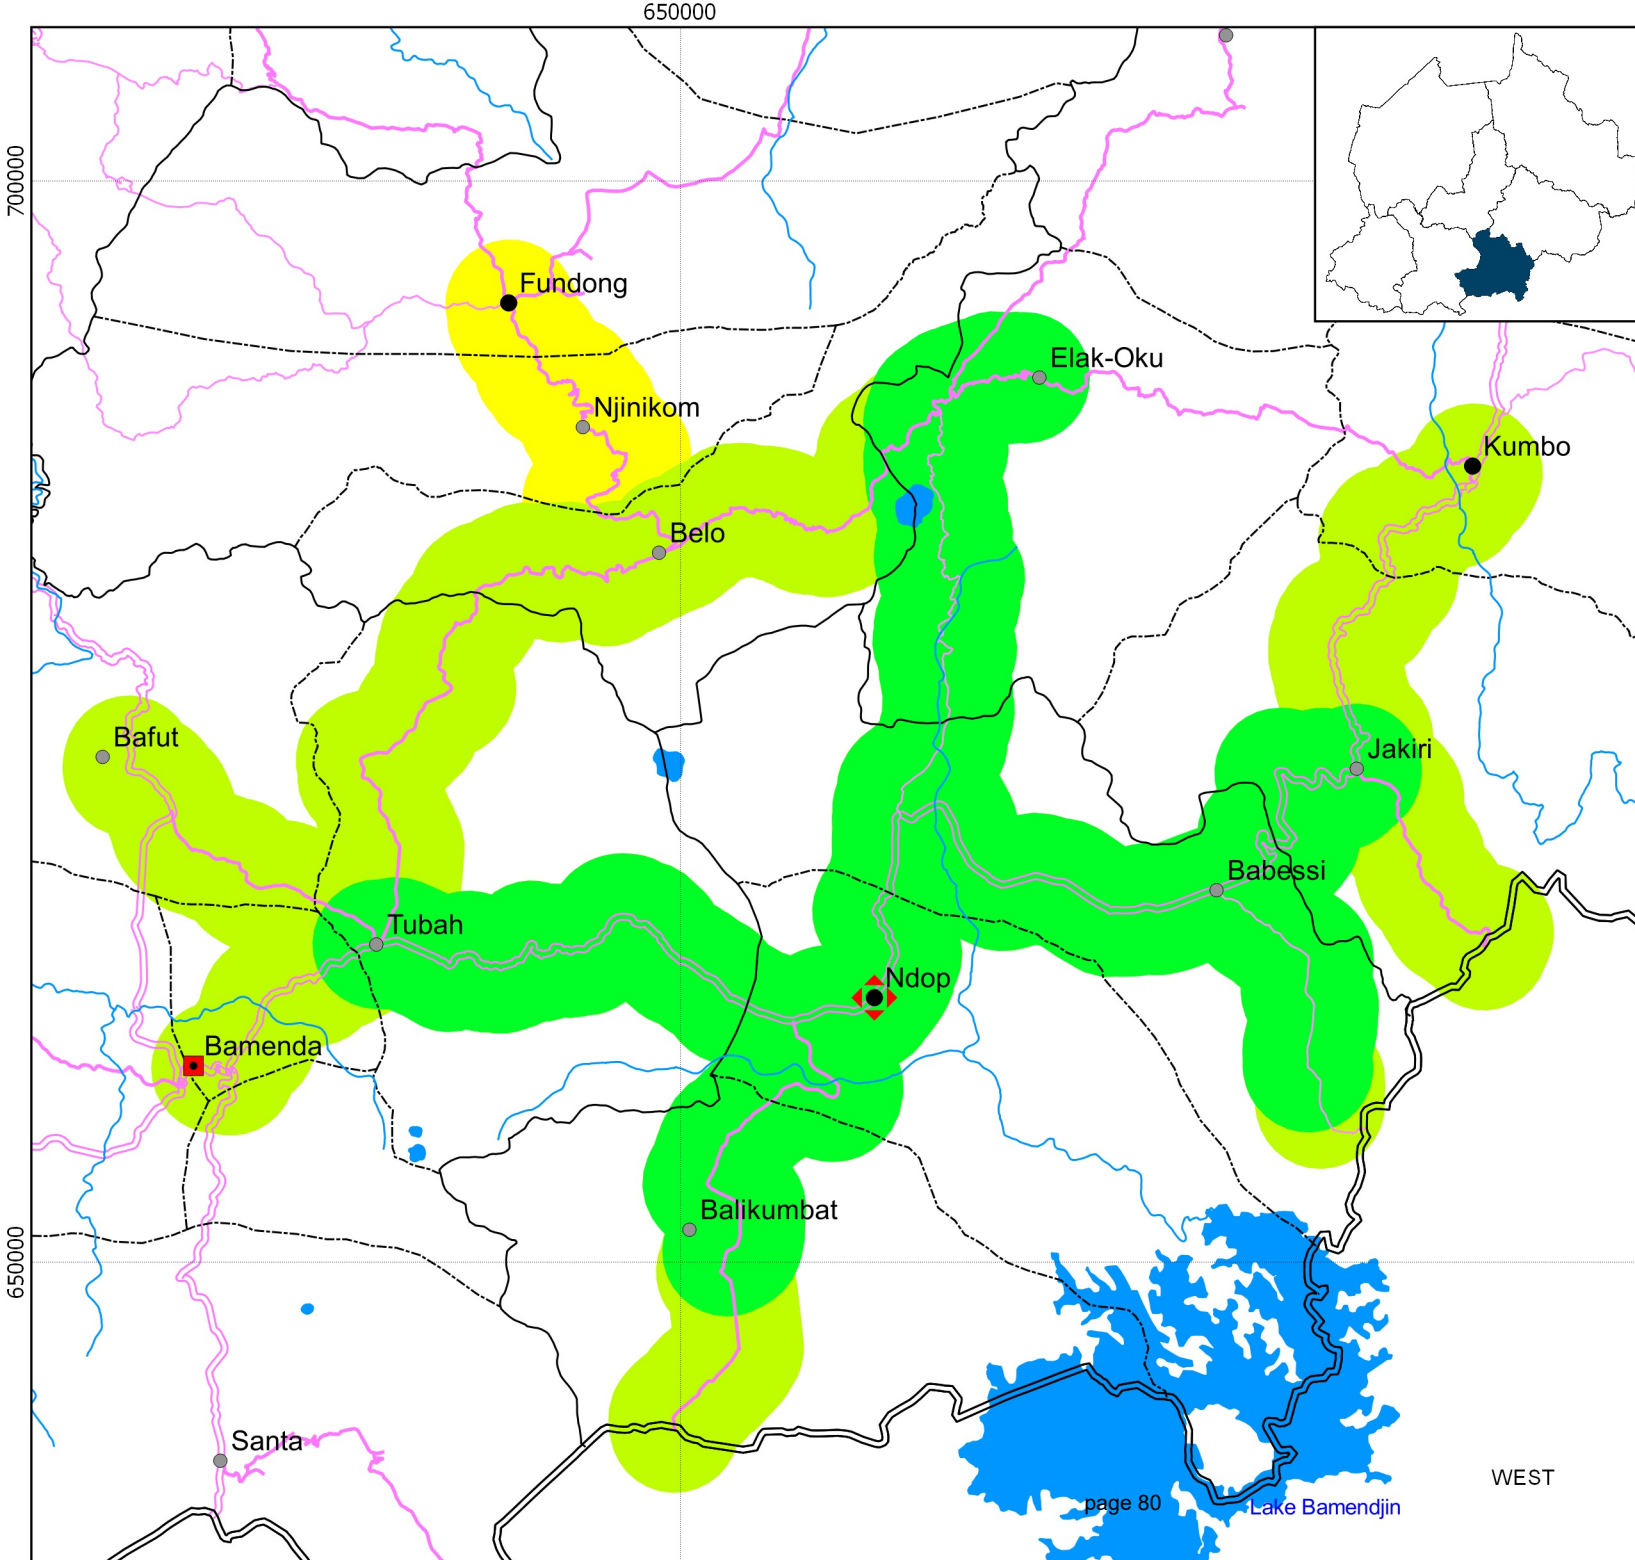 650000
700000
Fundong
Elak-Oku
Njinikom
Kumbo
Belo
Bafut
Jakiri
Babessi
Tubah
Ndop
Bamenda
Balikumbat
650000
Santa
WEST
page 80
Lake Bamendjin